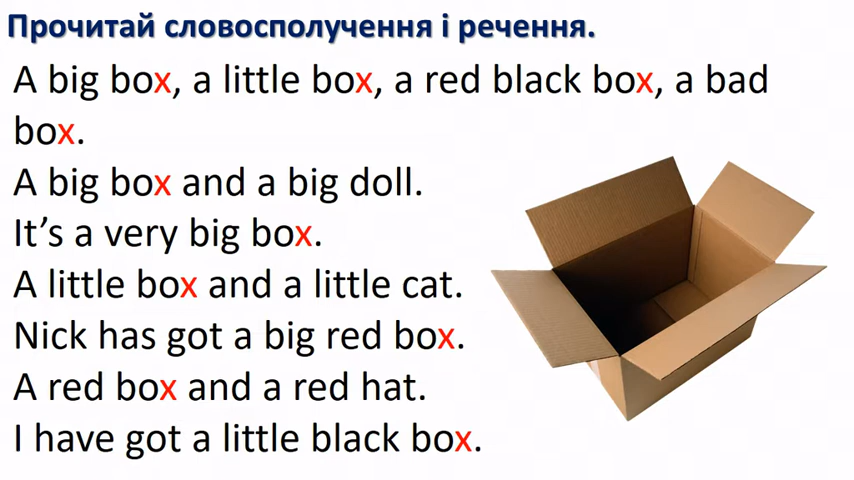 Прочитай словосполучення і речення.
A big box, a little box, a red black box, a bad
box.
A big box and a big doll.
It’s a very big box.
A little box and a little cat.
Nick has got a big red box.
A red box and a red hat.
I have got a little black box.